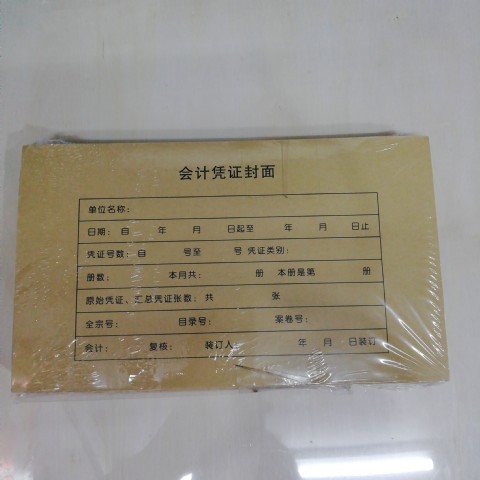 会计凭证封面
单位名称：
日期：自 年 月 日起至 年 月 日止
凭证号数：自 号至 号 凭证类别：
册数： 本月共： 册 本册是第 册
原始凭证、汇总凭证张数：共 张
全宗号： 目录号： 案卷号：
会计： 复核： 装订人： 年 月 日装订